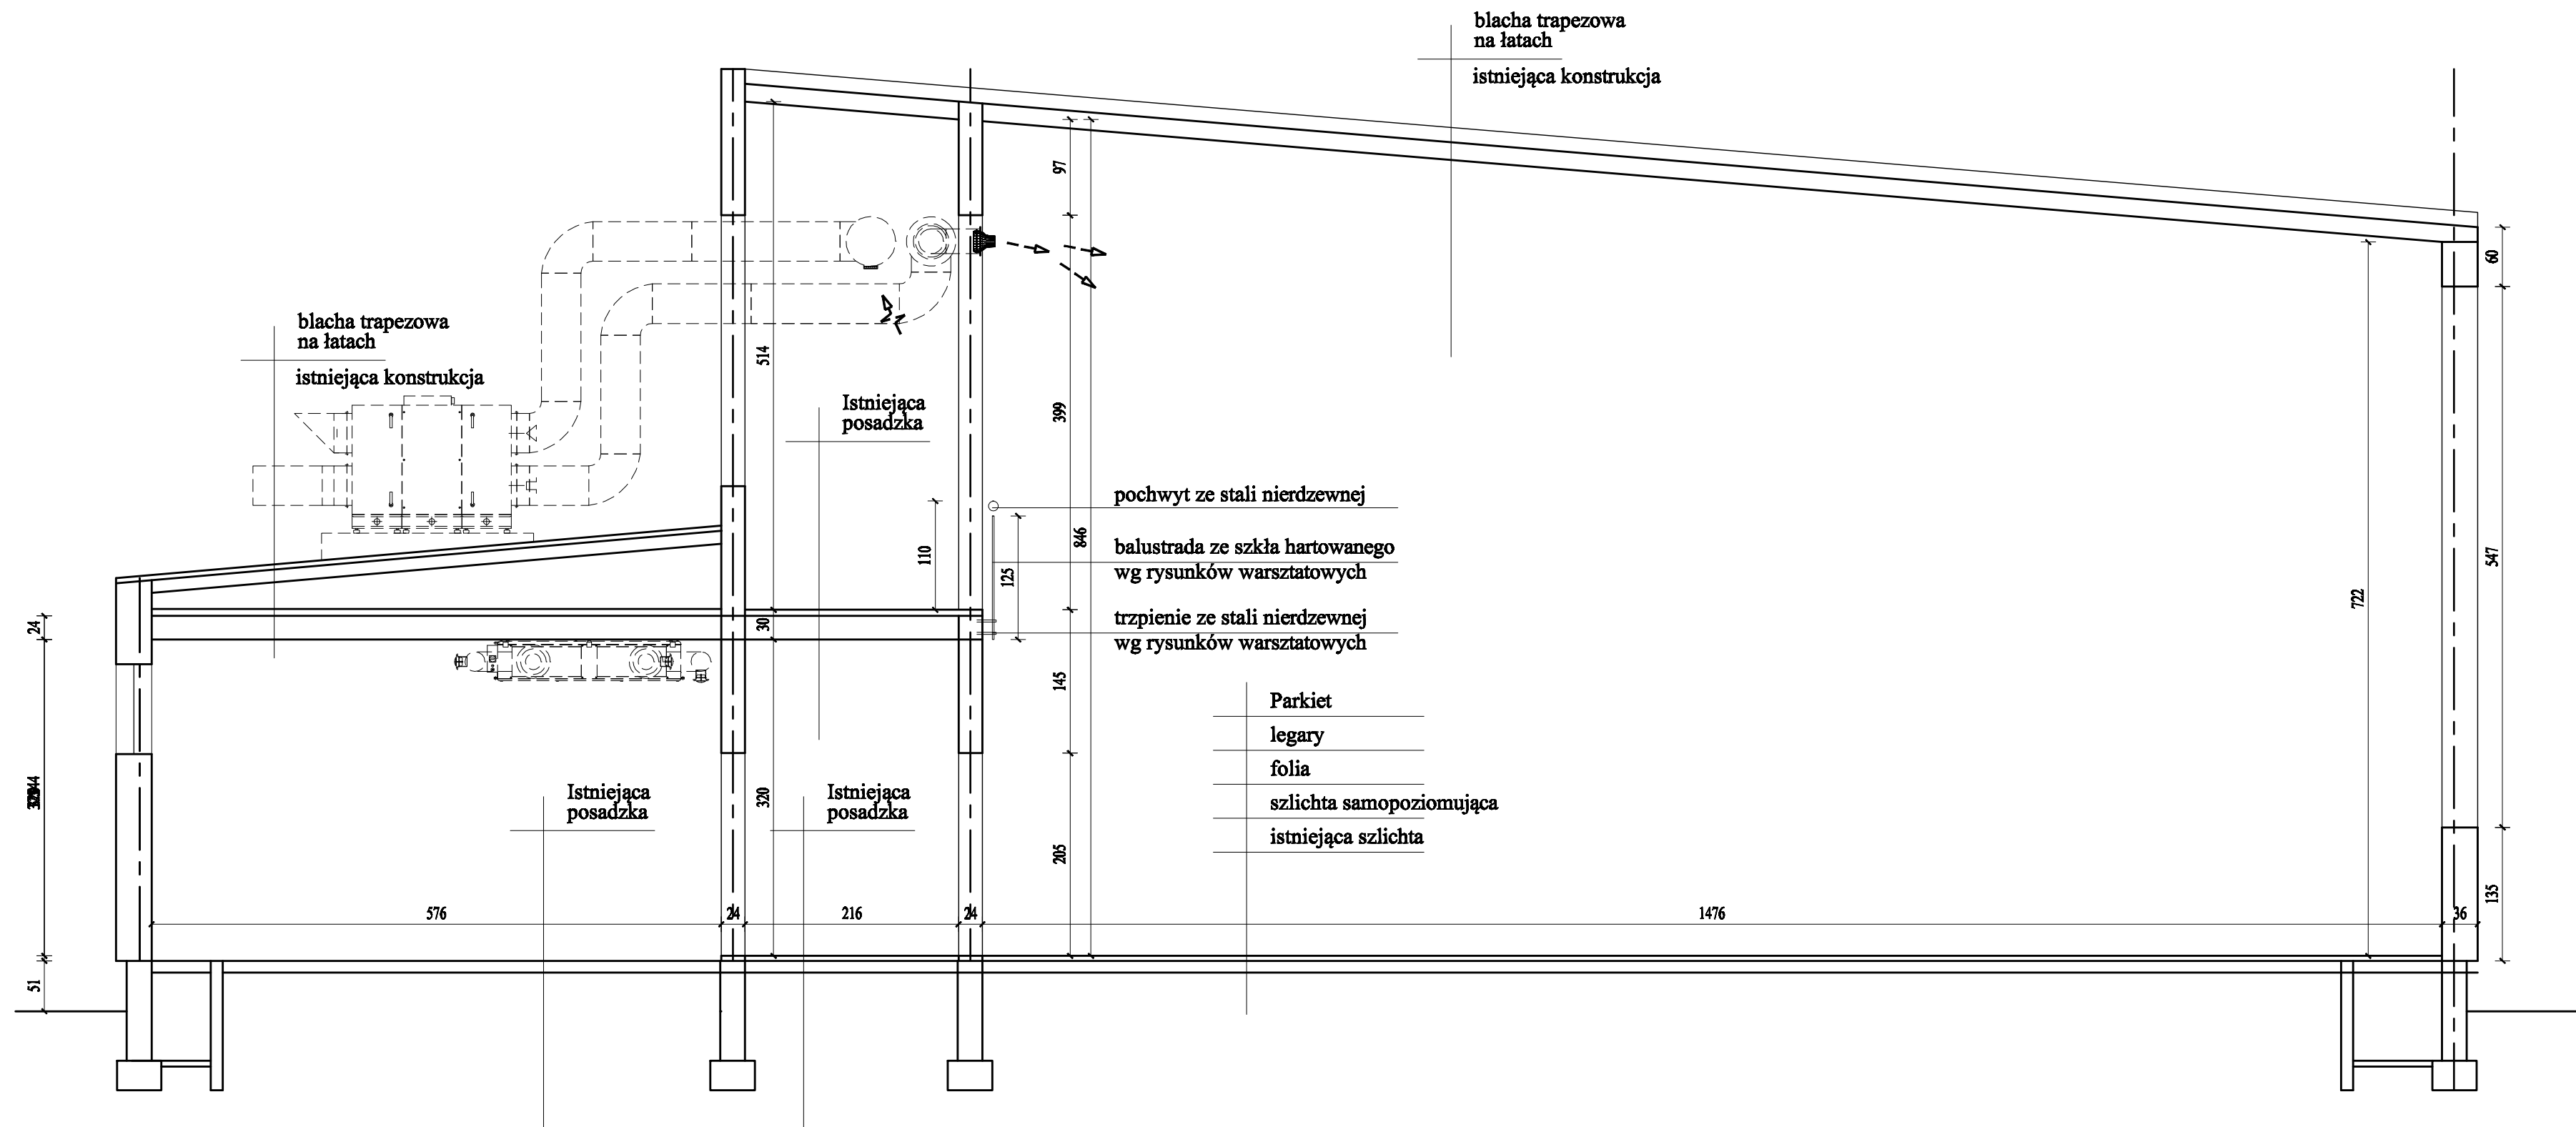 blacha trapezowa
na łatach
istniejąca konstrukcja
97
60
blacha trapezowa
na łatach
istniejąca konstrukcja
514
Istniejąca
posadzka
399
pochwyt ze stali nierdzewnej
balustrada ze szkła hartowanego
wg rysunków warsztatowych
trzpienie ze stali nierdzewnej
wg rysunków warsztatowych
110
125
846
547
722
24
30
145
Parkiet
legary
folia
szlichta samopoziomująca
istniejąca szlichta
Istniejąca
posadzka
320
Istniejąca
posadzka
205
135
576
24
216
24
1476
36
51